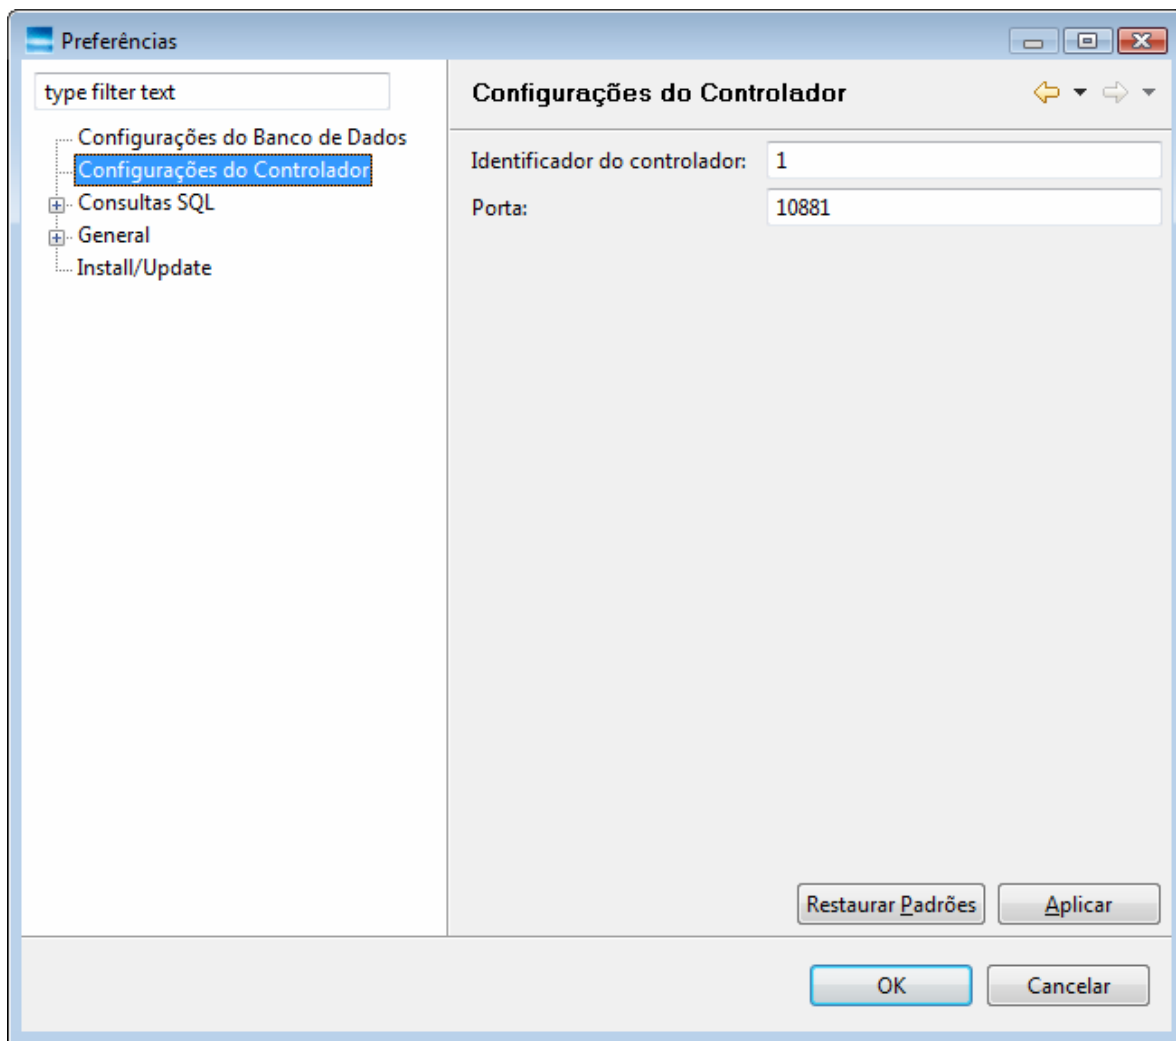 Preferências
type filter text
Configurações do Banco de Dados
Configurações do Controlador
Consultas SQL
General
Install/Update
Configurações do Controlador
Identificador do controlador: 1
Porta: 10881
Restaurar Padrões Aplicar
OK Cancelar